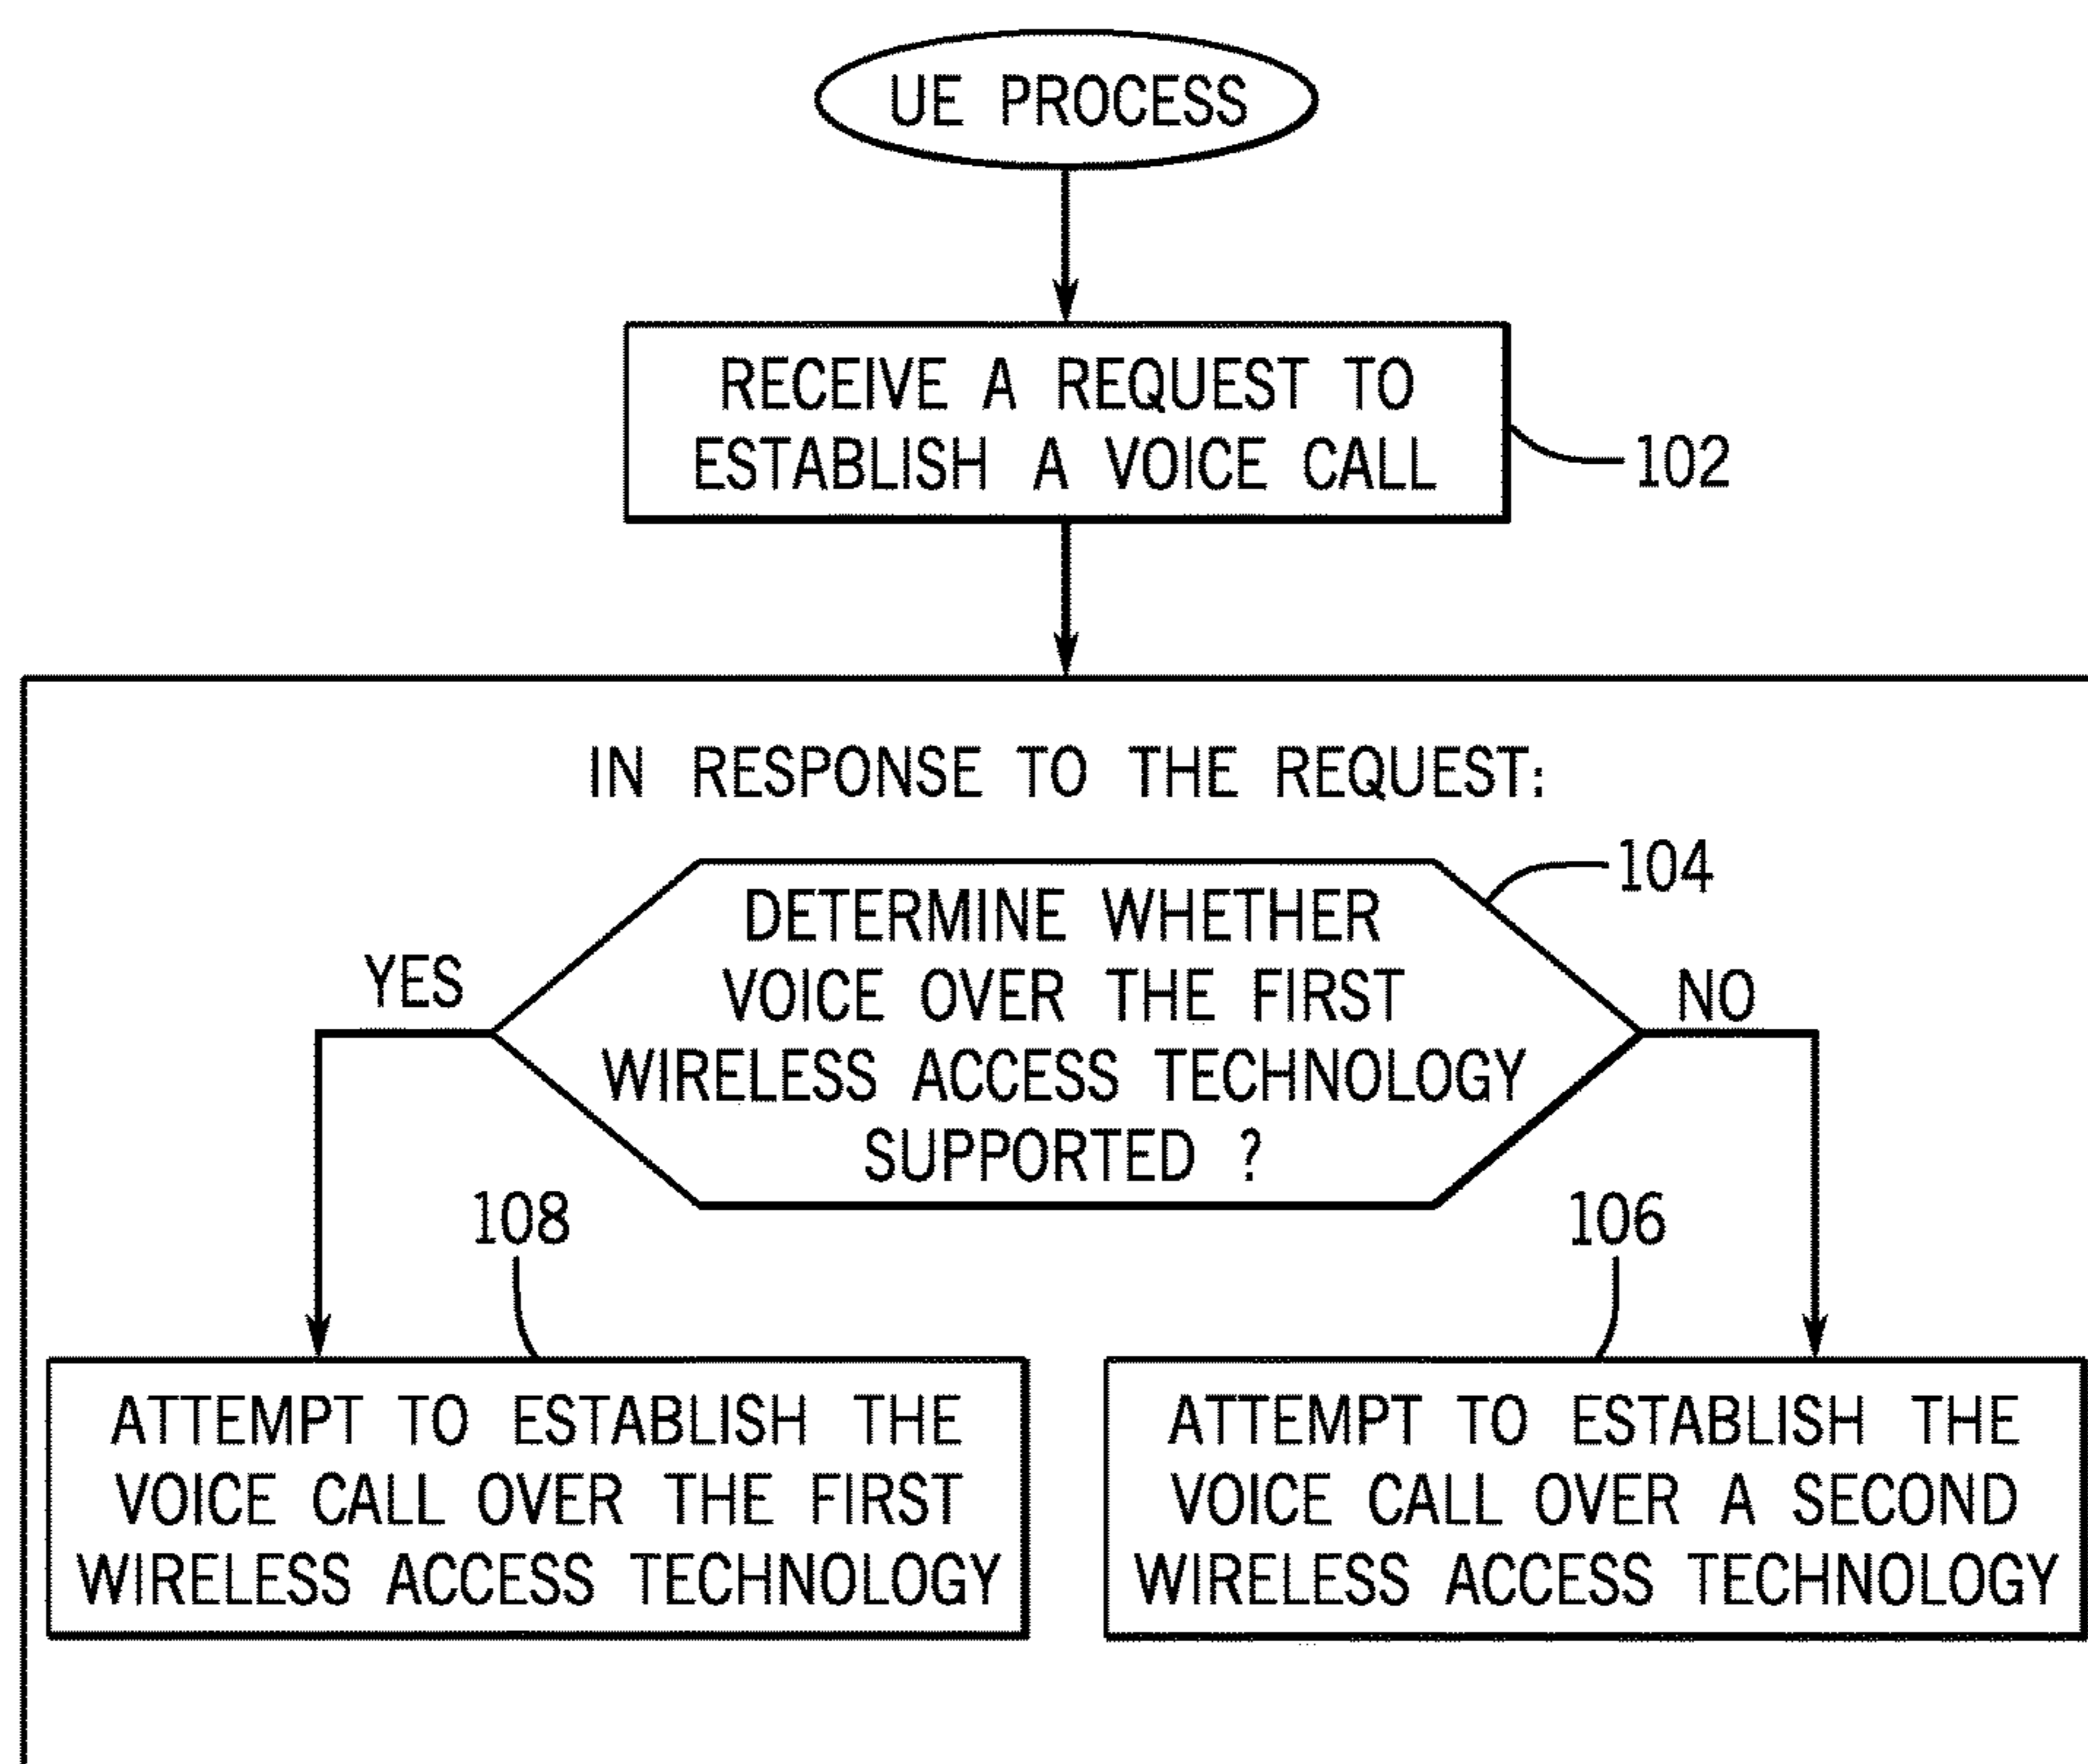 UE PROCESS
RECEIVE A REQUEST TO
ESTABLISH A VOICE CALL
102
IN RESPONSE TO THE REQUEST:
104
DETERMINE WHETHER
VOICE OVER THE FIRST
WIRELESS ACCESS TECHNOLOGY
SUPPORTED ?
YES
NO
108
106
ATTEMPT TO ESTABLISH THE
VOICE CALL OVER THE FIRST
WIRELESS ACCESS TECHNOLOGY
ATTEMPT TO ESTABLISH THE
VOICE CALL OVER A SECOND
WIRELESS ACCESS TECHNOLOGY